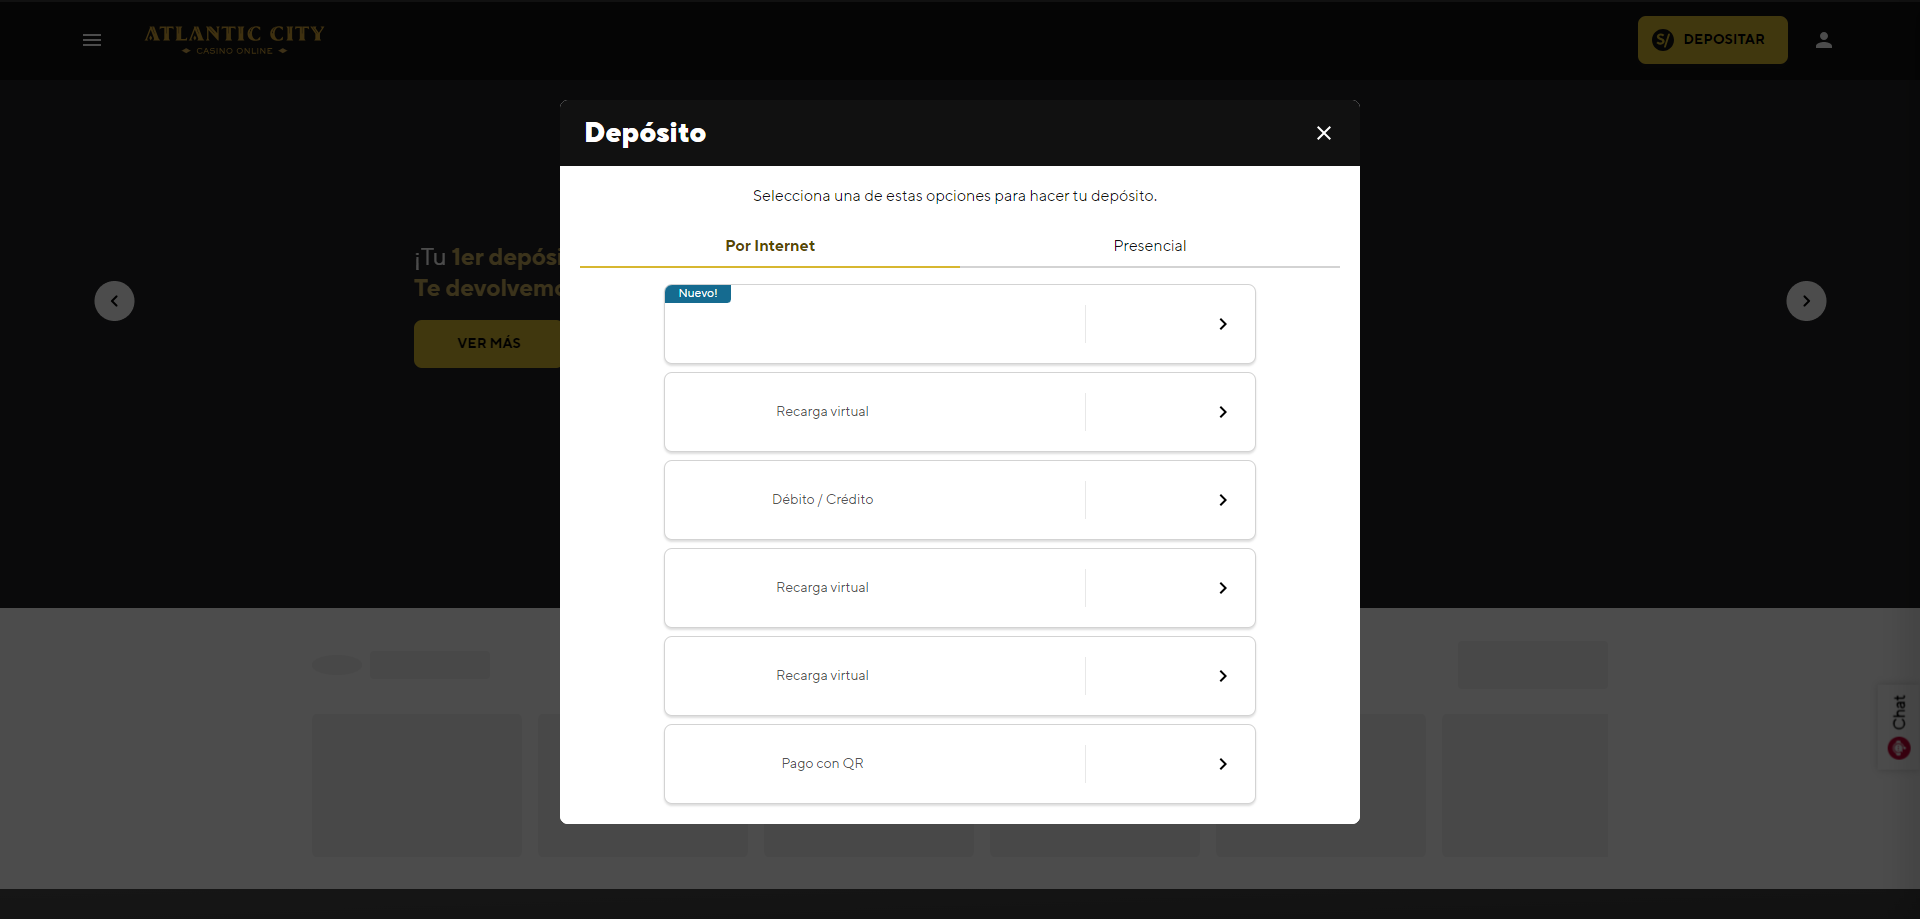 ATLANTIC CITY
CASINO ONLINE
S/ DEPOSITAR
Depósito
Selecciona una de estas opciones para hacer tu depósito.
Por Internet
Presencial
¡Tu 1er depósi
Te devolvemo
VER MÁS
Nuevo!
Recarga virtual
Débito / Crédito
Recarga virtual
Recarga virtual
Pago con QR
Chat